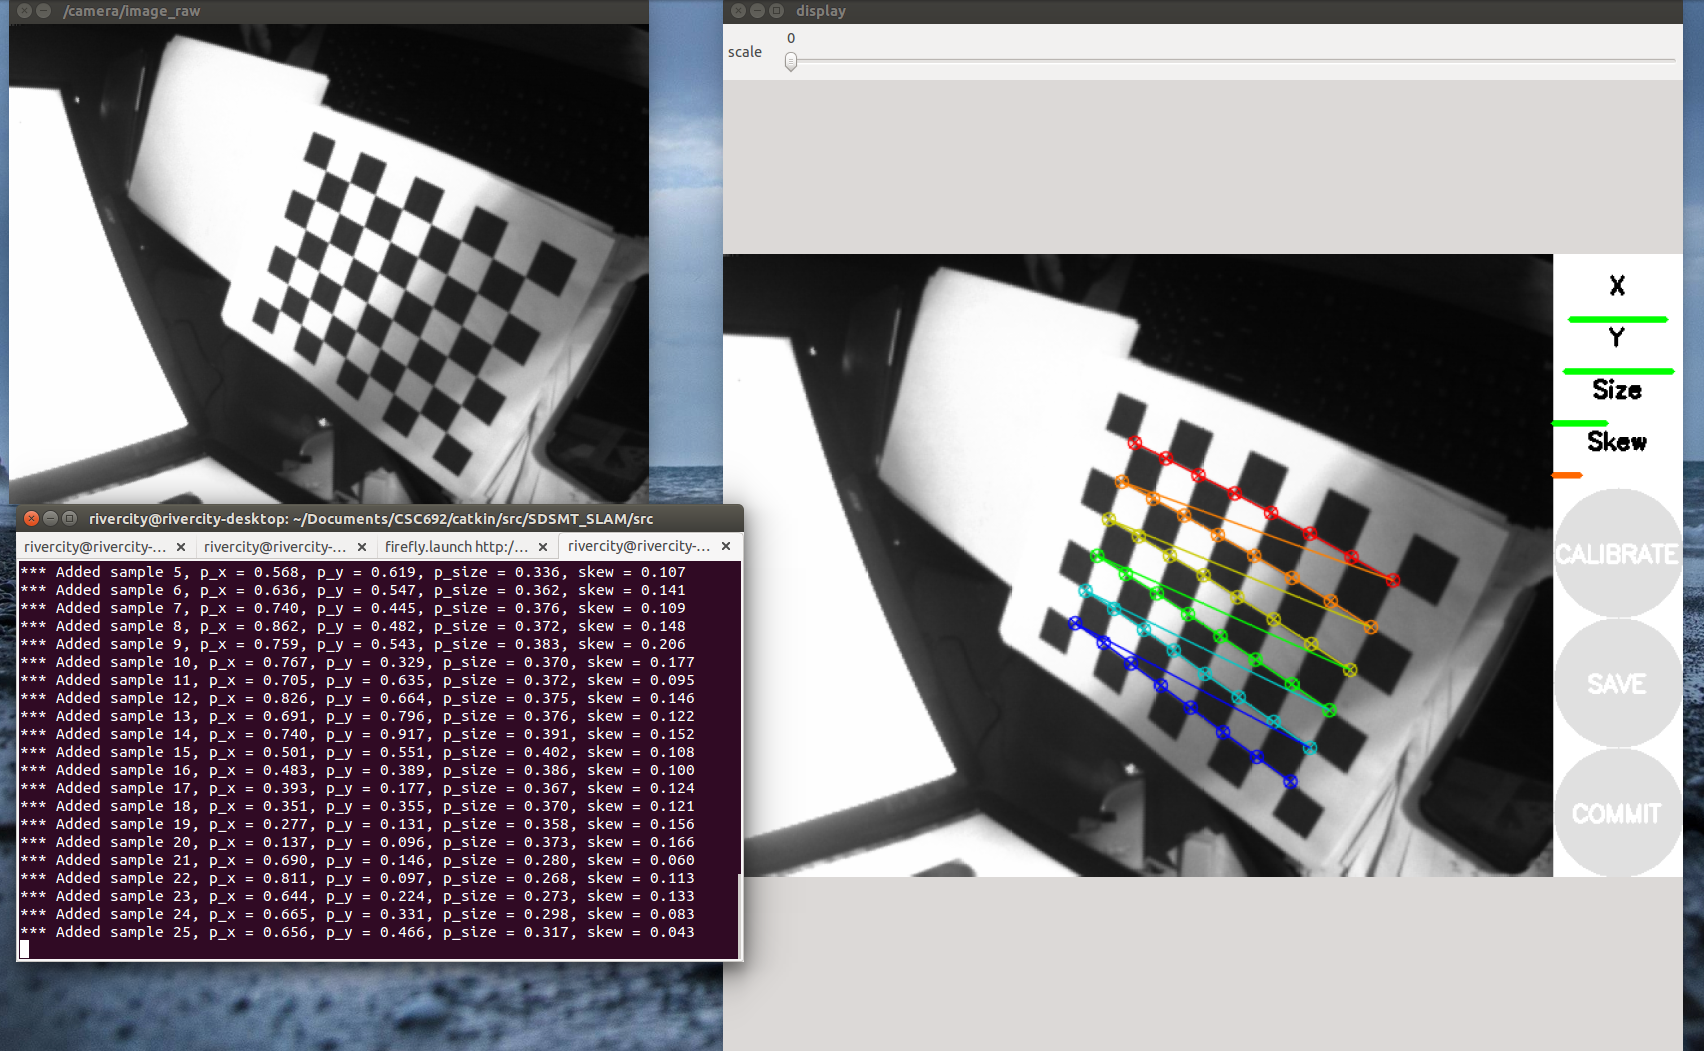 /camera/image_raw
display
scale
0
X
Y
Size
Skew
CALIBRATE
SAVE
COMMIT
rivercity@rivercity-desktop: ~/Documents/CSC692/catkin/src/SDSMT_SLAM/src
rivercity@rivercity-... × rivercity@rivercity-... × firefly.launch http:/... × rivercity@rivercity-... ×
*** Added sample 5, p_x = 0.568, p_y = 0.619, p_size = 0.336, skew = 0.107
*** Added sample 6, p_x = 0.636, p_y = 0.547, p_size = 0.362, skew = 0.141
*** Added sample 7, p_x = 0.740, p_y = 0.445, p_size = 0.376, skew = 0.109
*** Added sample 8, p_x = 0.862, p_y = 0.482, p_size = 0.372, skew = 0.148
*** Added sample 9, p_x = 0.759, p_y = 0.543, p_size = 0.383, skew = 0.206
*** Added sample 10, p_x = 0.767, p_y = 0.329, p_size = 0.370, skew = 0.177
*** Added sample 11, p_x = 0.705, p_y = 0.635, p_size = 0.372, skew = 0.095
*** Added sample 12, p_x = 0.826, p_y = 0.664, p_size = 0.375, skew = 0.146
*** Added sample 13, p_x = 0.691, p_y = 0.796, p_size = 0.376, skew = 0.122
*** Added sample 14, p_x = 0.740, p_y = 0.917, p_size = 0.391, skew = 0.152
*** Added sample 15, p_x = 0.501, p_y = 0.551, p_size = 0.402, skew = 0.108
*** Added sample 16, p_x = 0.483, p_y = 0.389, p_size = 0.386, skew = 0.100
*** Added sample 17, p_x = 0.393, p_y = 0.177, p_size = 0.367, skew = 0.124
*** Added sample 18, p_x = 0.351, p_y = 0.355, p_size = 0.370, skew = 0.121
*** Added sample 19, p_x = 0.277, p_y = 0.131, p_size = 0.358, skew = 0.156
*** Added sample 20, p_x = 0.137, p_y = 0.096, p_size = 0.373, skew = 0.166
*** Added sample 21, p_x = 0.690, p_y = 0.146, p_size = 0.280, skew = 0.060
*** Added sample 22, p_x = 0.811, p_y = 0.097, p_size = 0.268, skew = 0.113
*** Added sample 23, p_x = 0.644, p_y = 0.224, p_size = 0.273, skew = 0.133
*** Added sample 24, p_x = 0.665, p_y = 0.331, p_size = 0.298, skew = 0.083
*** Added sample 25, p_x = 0.656, p_y = 0.466, p_size = 0.317, skew = 0.043